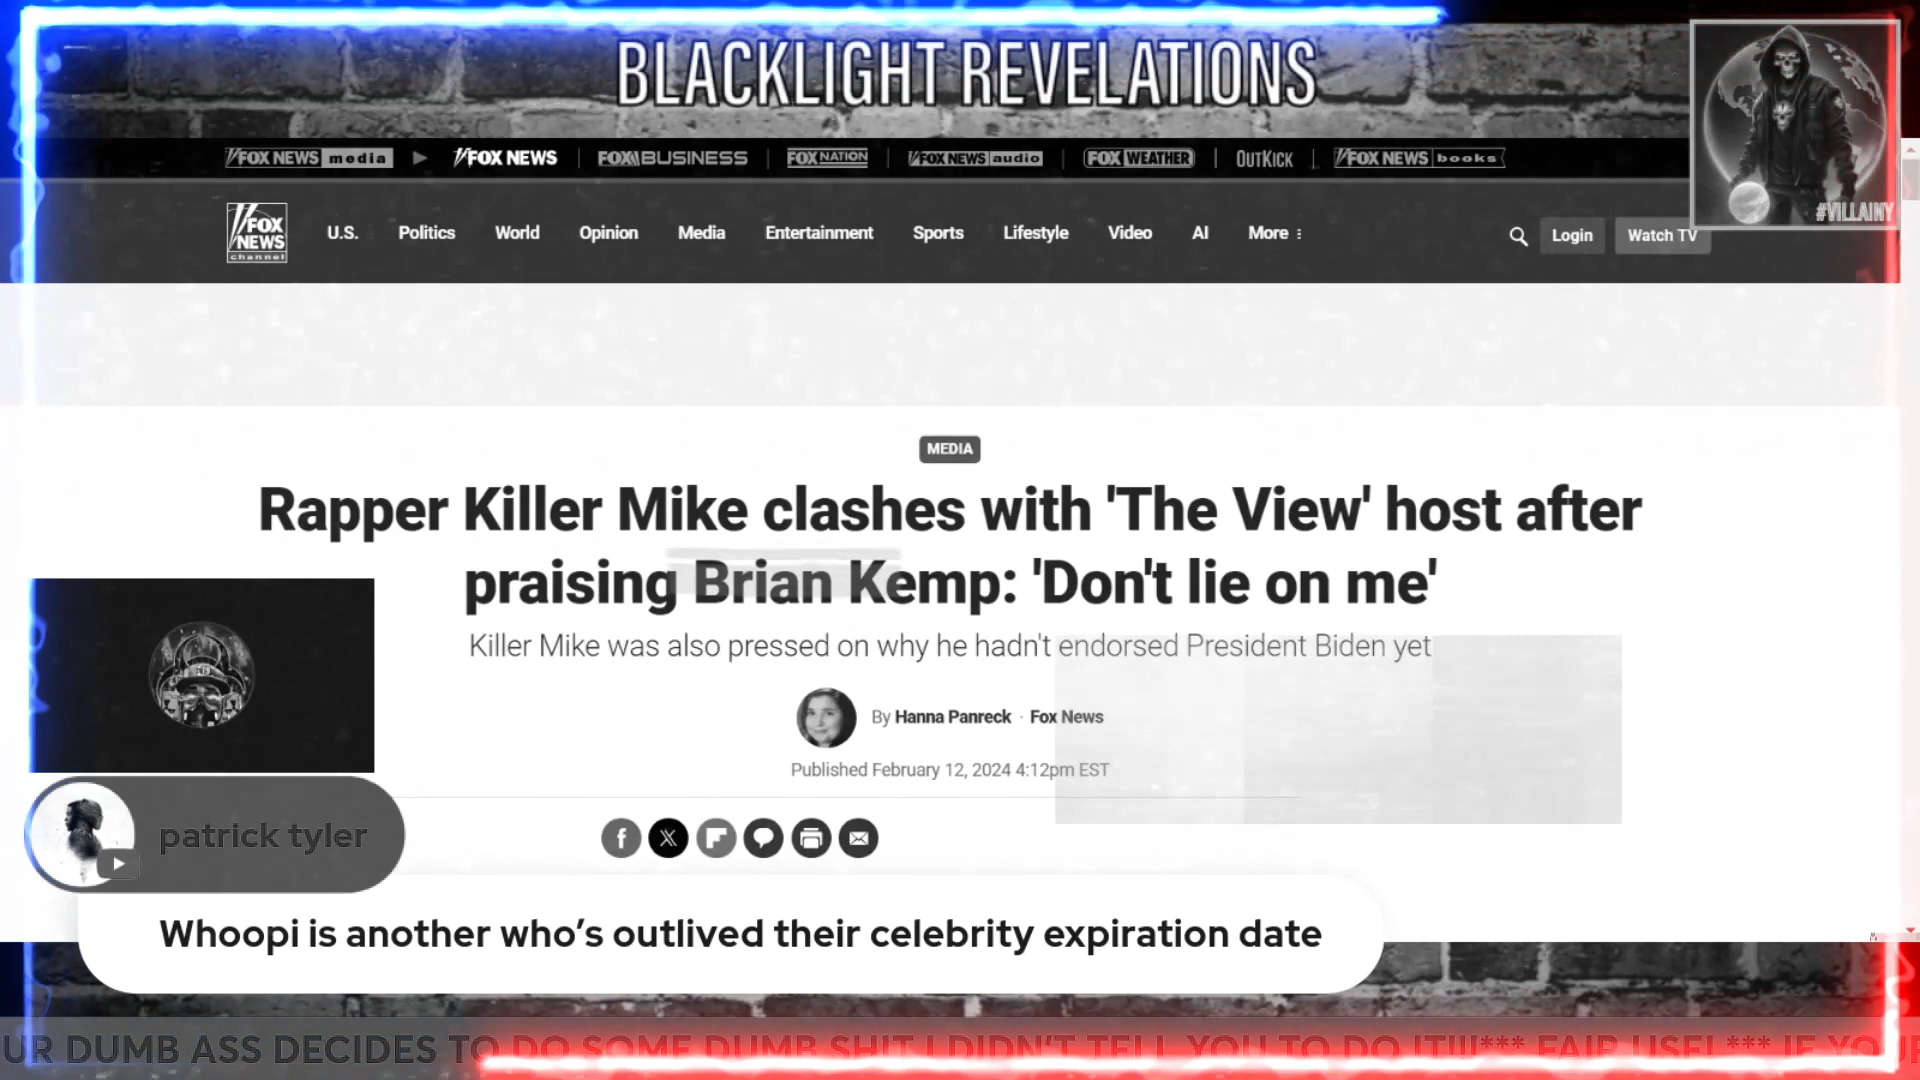 BLACKLIGHT REVELATIONS
#VILLAINY
FOX NEWS media FOX NEWS FOX BUSINESS FOX NATION FOX NEWS audio FOX WEATHER OUTKICK FOX NEWS books
FOX NEWS channel
U.S. Politics World Opinion Media Entertainment Sports Lifestyle Video AI More Login Watch TV
MEDIA
Rapper Killer Mike clashes with 'The View' host after
praising Brian Kemp: 'Don't lie on me'
Killer Mike was also pressed on why he hadn't endorsed President Biden yet
By Hanna Panreck · Fox News
Published February 12, 2024 4:12pm EST
patrick tyler
Whoopi is another who’s outlived their celebrity expiration date
UR DUMB ASS DECIDES TO DO SOME DUMB SHIT I DIDN'T TELL YOU TO DO IT!!!*** FAIR USE! *** IF YOUR